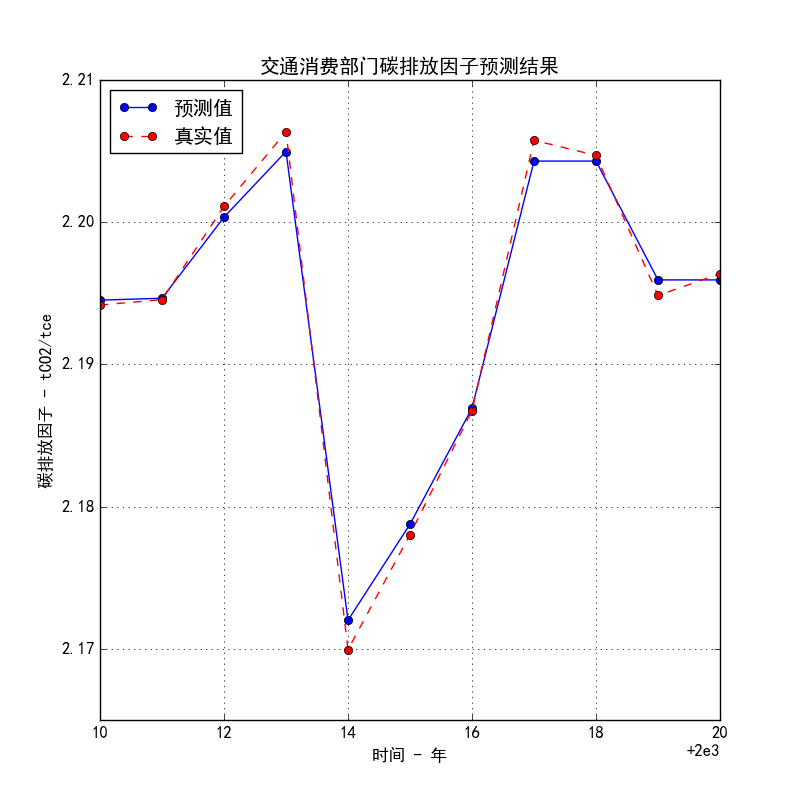 交通消费部门碳排放因子预测结果
预测值
真实值
2.21
2.20
2.19
2.18
2.17
碳排放因子 - tCO2/tce
10 12 14 16 18 20
+2e3
时间 - 年